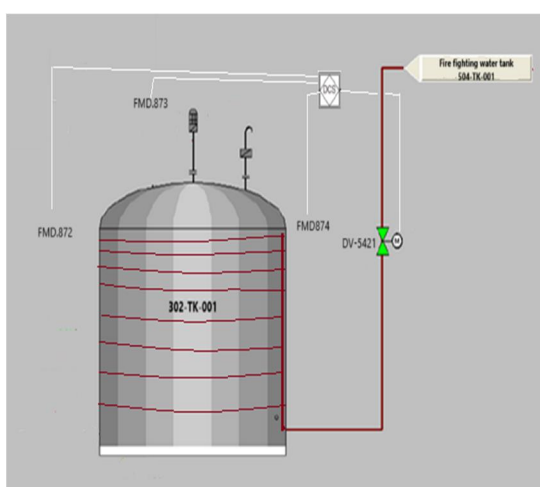 Fire fighting water tank
504-TK-001
DCS
FMD.873
FMD.872
FMD874
DV-5421
M
302-TK-001